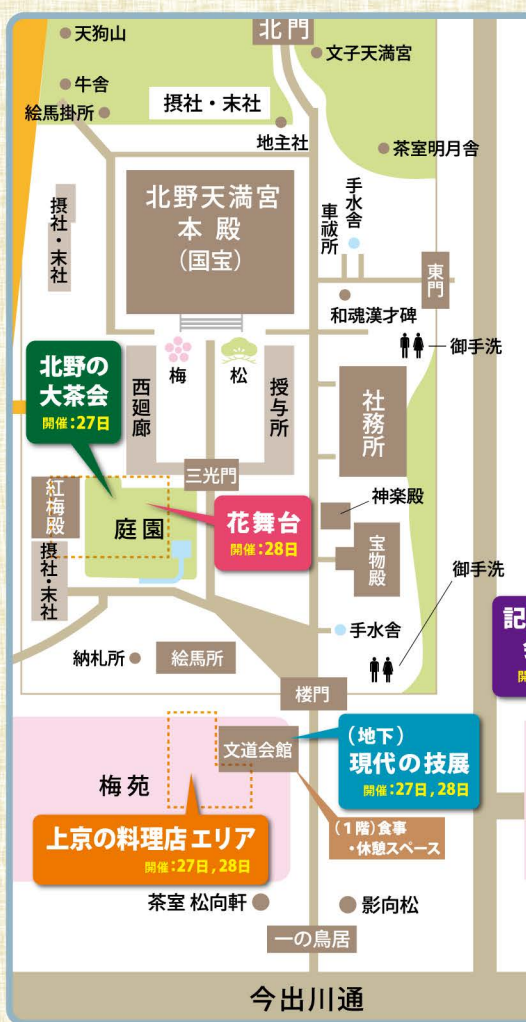 北門
天狗山
文子天満宮
牛舎
摂社・末社
絵馬掛所
地主社
茶室明月舎
北野天満宮
本殿
(国宝)
手水舎
車祓所
摂社・末社
東門
和魂漢才碑
御手洗
北野の
大茶会
開催:27日
梅
松
西廻廊
授与所
社務所
三光門
紅梅殿
庭園
花舞台
開催:28日
神楽殿
宝物殿
摂社・末社
御手洗
手水舎
記
納札所
絵馬所
楼門
文道会館
(地下)
現代の技展
開催:27日,28日
梅苑
上京の料理店エリア
開催:27日,28日
(1階)食事
・休憩スペース
茶室 松向軒
影向松
一の鳥居
今出川通